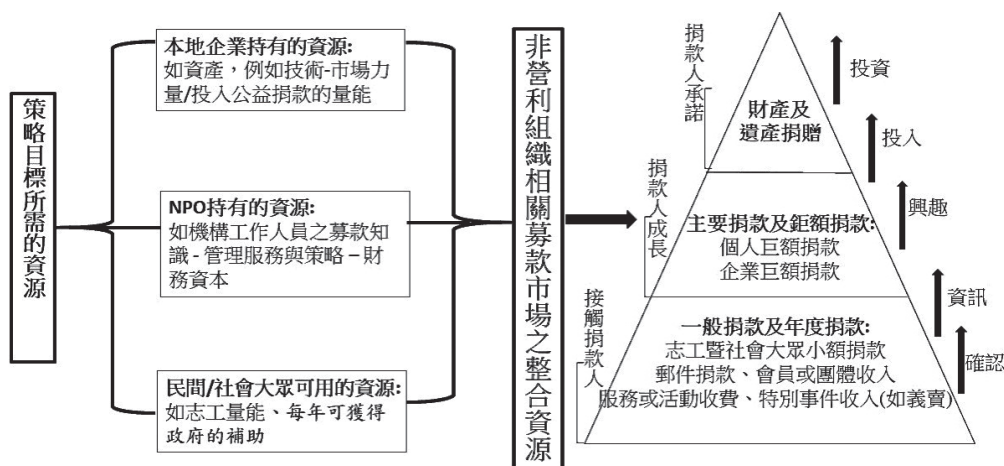 策略目標所需的資源
本地企業持有的資源:
如資產，例如技術-市場力
量/投入公益捐款的量能
NPO持有的資源:
如機構工作人員之募款知
識 - 管理服務與策略 – 財
務資本
民間/社會大眾可用的資源:
如志工量能、每年可獲得
政府的補助
非營利組織相關募款市場之整合資源
捐款人承諾
捐款人成長
接觸捐款人
財產及
遺產捐贈
主要捐款及鉅額捐款:
個人巨額捐款
企業巨額捐款
一般捐款及年度捐款:
志工暨社會大眾小額捐款
郵件捐款、會員或團體收入
服務或活動收費、特別事件收入(如義賣)
投資
投入
興趣
資訊
確認